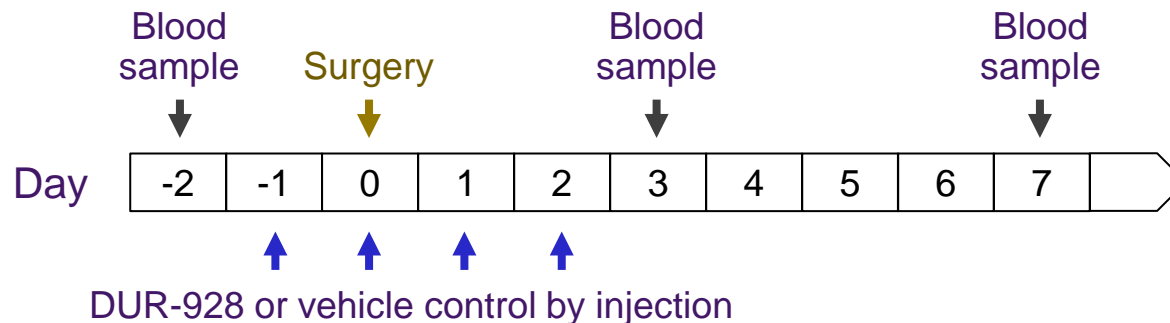 Blood sample
Surgery
Blood sample
Blood sample
Day -2 -1 0 1 2 3 4 5 6 7
DUR-928 or vehicle control by injection